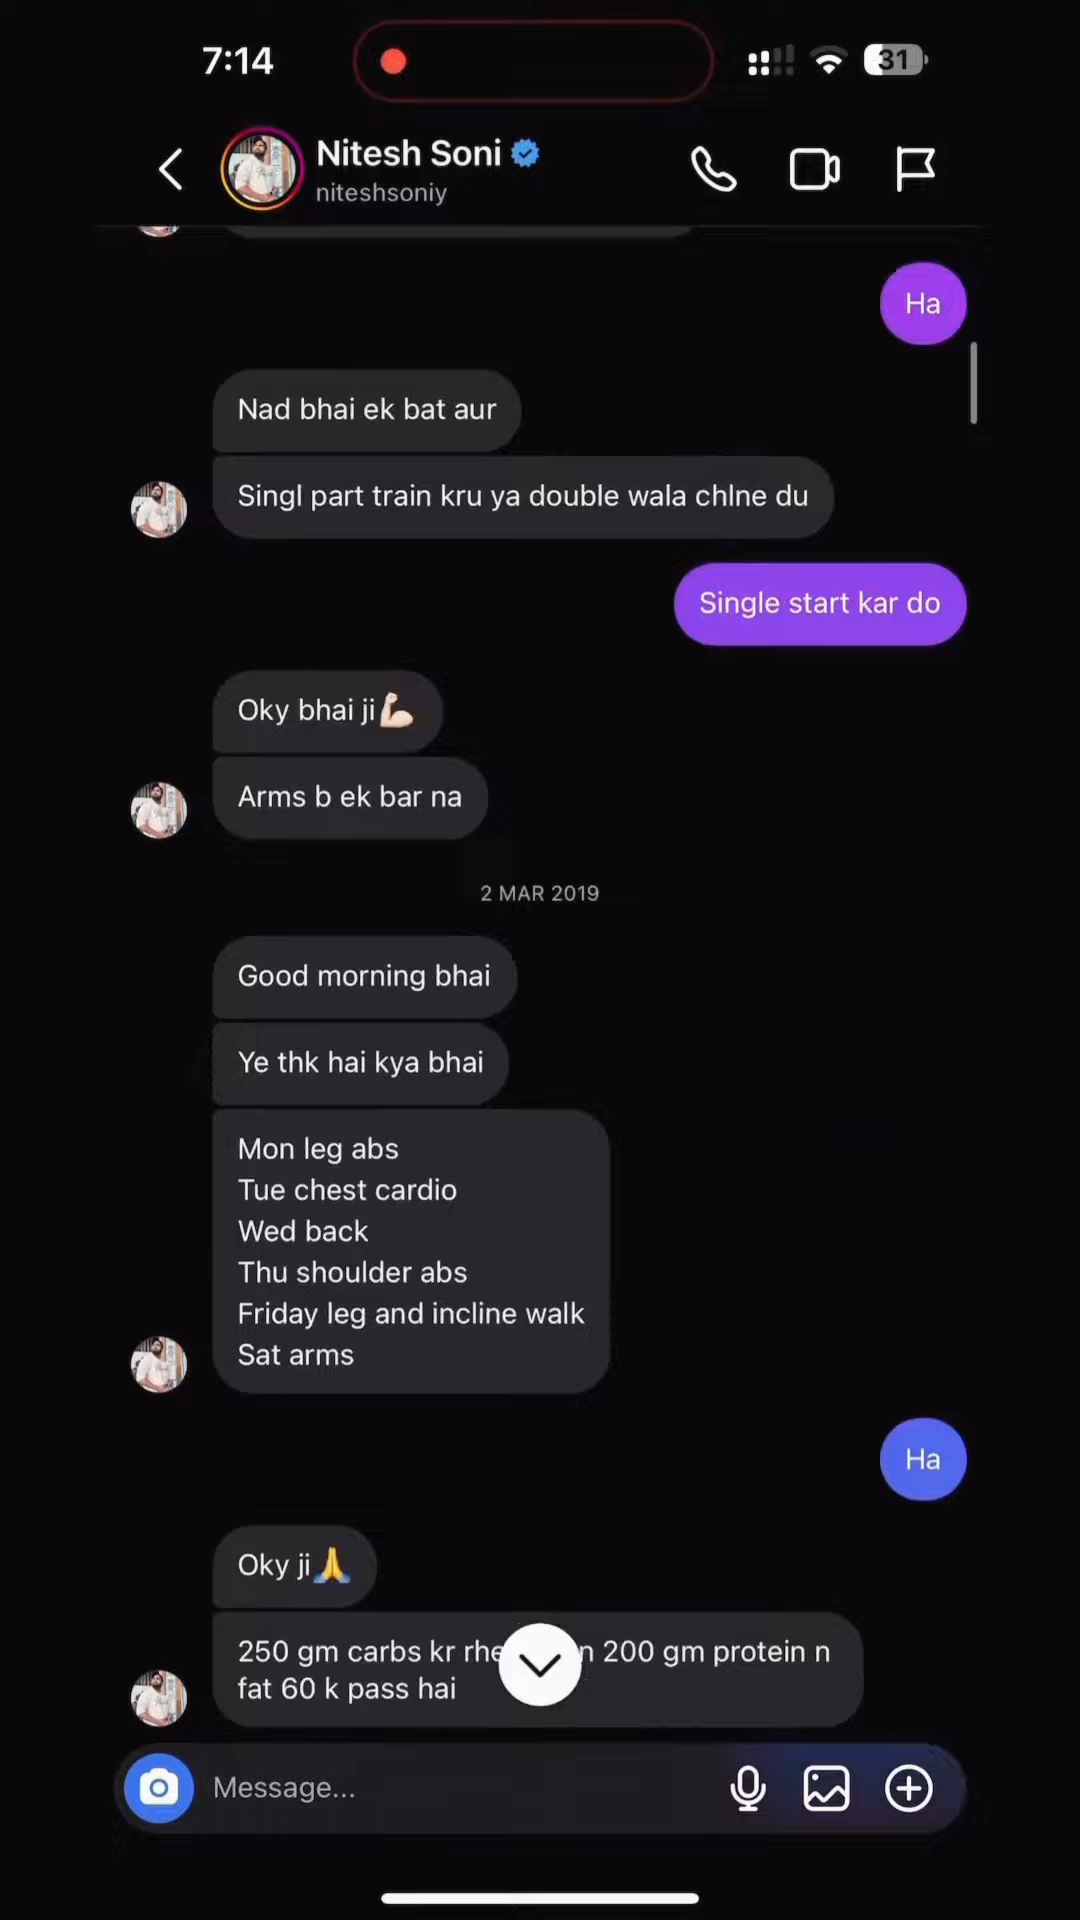 7:14
31
Nitesh Soni
niteshsoniy
Ha
Nad bhai ek bat aur
Singl part train kru ya double wala chlne du
Single start kar do
Oky bhai ji💪🏻
Arms b ek bar na
2 MAR 2019
Good morning bhai
Ye thk hai kya bhai
Mon leg abs
Tue chest cardio
Wed back
Thu shoulder abs
Friday leg and incline walk
Sat arms
Ha
Oky ji🙏
250 gm carbs kr 200 gm protein n
fat 60 k pass hai
Message...